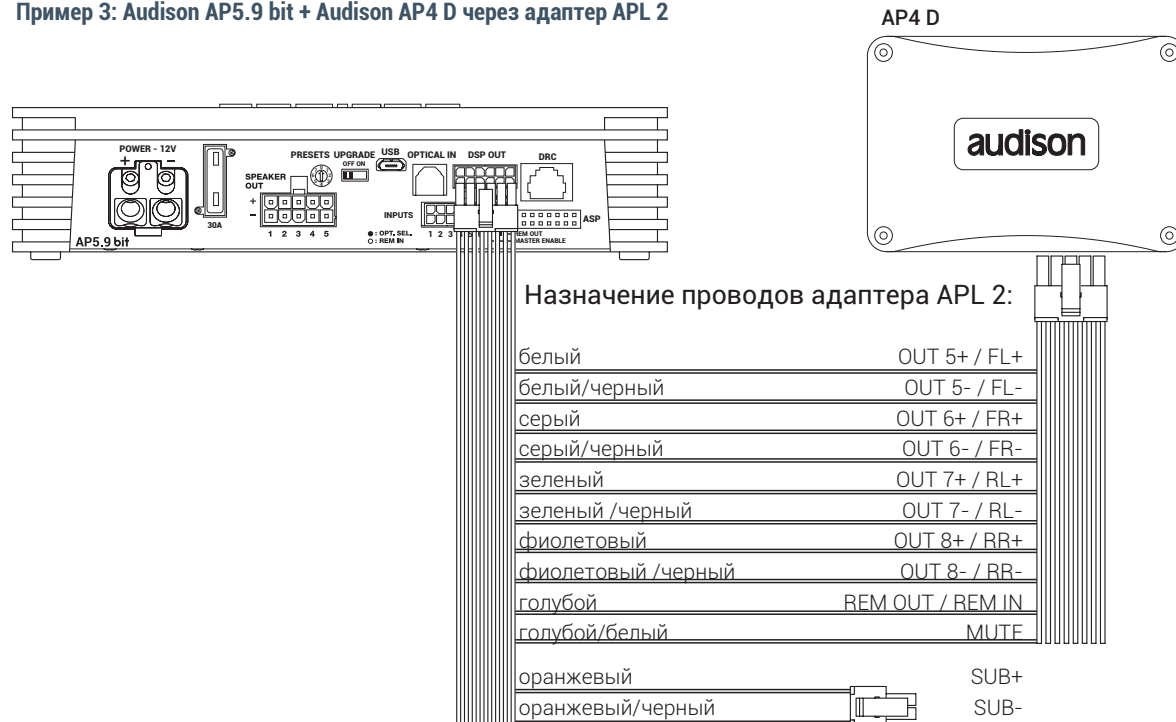 Пример 3: Audison AP5.9 bit + Audison AP4 D через адаптер APL 2
AP4 D
audison
POWER - 12V
+ -
30A
SPEAKER
OUT
+
-
1 2 3 4 5
PRESETS
UPGRADE
OFF ON
USB
OPTICAL IN
DSP OUT
DRC
INPUTS
ASP
: OPT. SEL.
: REM IN
1 2 3
REM OUT
MASTER ENABLE
AP5.9 bit
Назначение проводов адаптера APL 2:
белый OUT 5+ / FL+
белый/черный OUT 5- / FL-
серый OUT 6+ / FR+
серый/черный OUT 6- / FR-
зеленый OUT 7+ / RL+
зеленый /черный OUT 7- / RL-
фиолетовый OUT 8+ / RR+
фиолетовый /черный OUT 8- / RR-
голубой REM OUT / REM IN
голубой/белый MUTE
оранжевый SUB+
оранжевый/черный SUB-